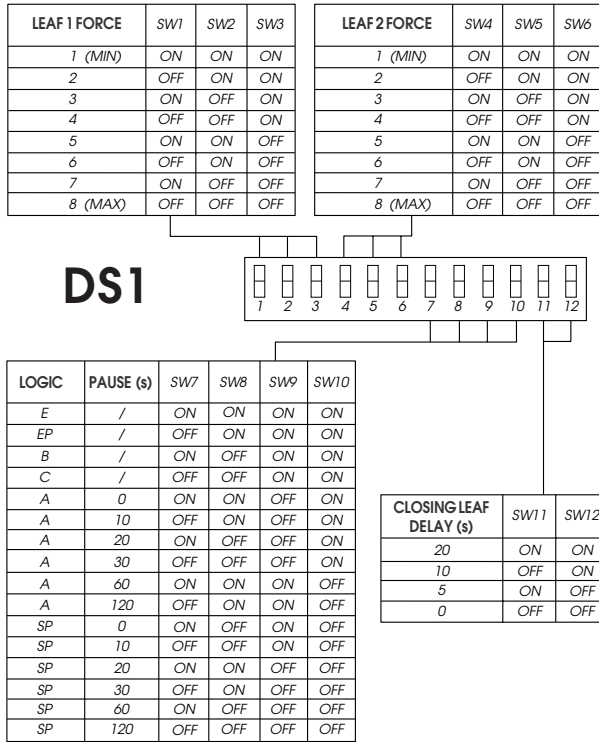 LEAF 1 FORCE SW1 SW2 SW3
1 (MIN) ON ON ON
2 OFF ON ON
3 ON OFF ON
4 OFF OFF ON
5 ON ON OFF
6 OFF ON OFF
7 ON OFF OFF
8 (MAX) OFF OFF OFF
LEAF 2 FORCE SW4 SW5 SW6
1 (MIN) ON ON ON
2 OFF ON ON
3 ON OFF ON
4 OFF OFF ON
5 ON ON OFF
6 OFF ON OFF
7 ON OFF OFF
8 (MAX) OFF OFF OFF
DS1
1 2 3 4 5 6 7 8 9 10 11 12
LOGIC PAUSE (s) SW7 SW8 SW9 SW10
E / ON ON ON ON
EP / OFF ON ON ON
B / ON OFF ON ON
C / OFF OFF ON ON
A 0 ON ON OFF ON
A 10 OFF ON OFF ON
A 20 ON OFF OFF ON
A 30 OFF OFF OFF ON
A 60 ON ON ON OFF
A 120 OFF ON ON OFF
SP 0 ON OFF ON OFF
SP 10 OFF OFF ON OFF
SP 20 ON ON OFF OFF
SP 30 OFF ON OFF OFF
SP 60 ON OFF OFF OFF
SP 120 OFF OFF OFF OFF
CLOSING LEAF
DELAY (s) SW11 SW12
20 ON ON
10 OFF ON
5 ON OFF
0 OFF OFF